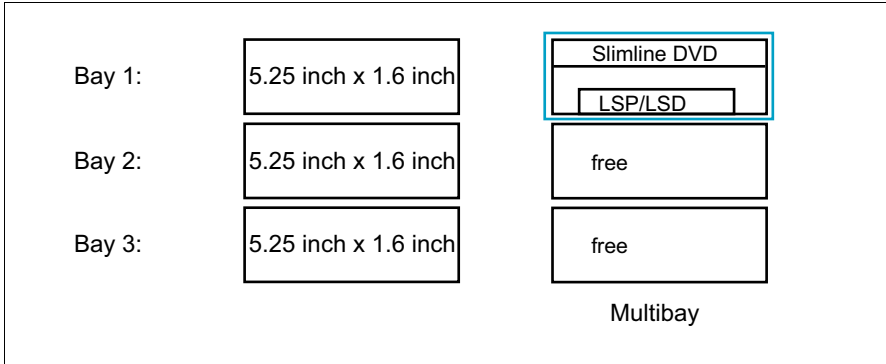 Bay 1:
5.25 inch x 1.6 inch
Slimline DVD
LSP/LSD
Bay 2:
5.25 inch x 1.6 inch
free
Bay 3:
5.25 inch x 1.6 inch
free
Multibay